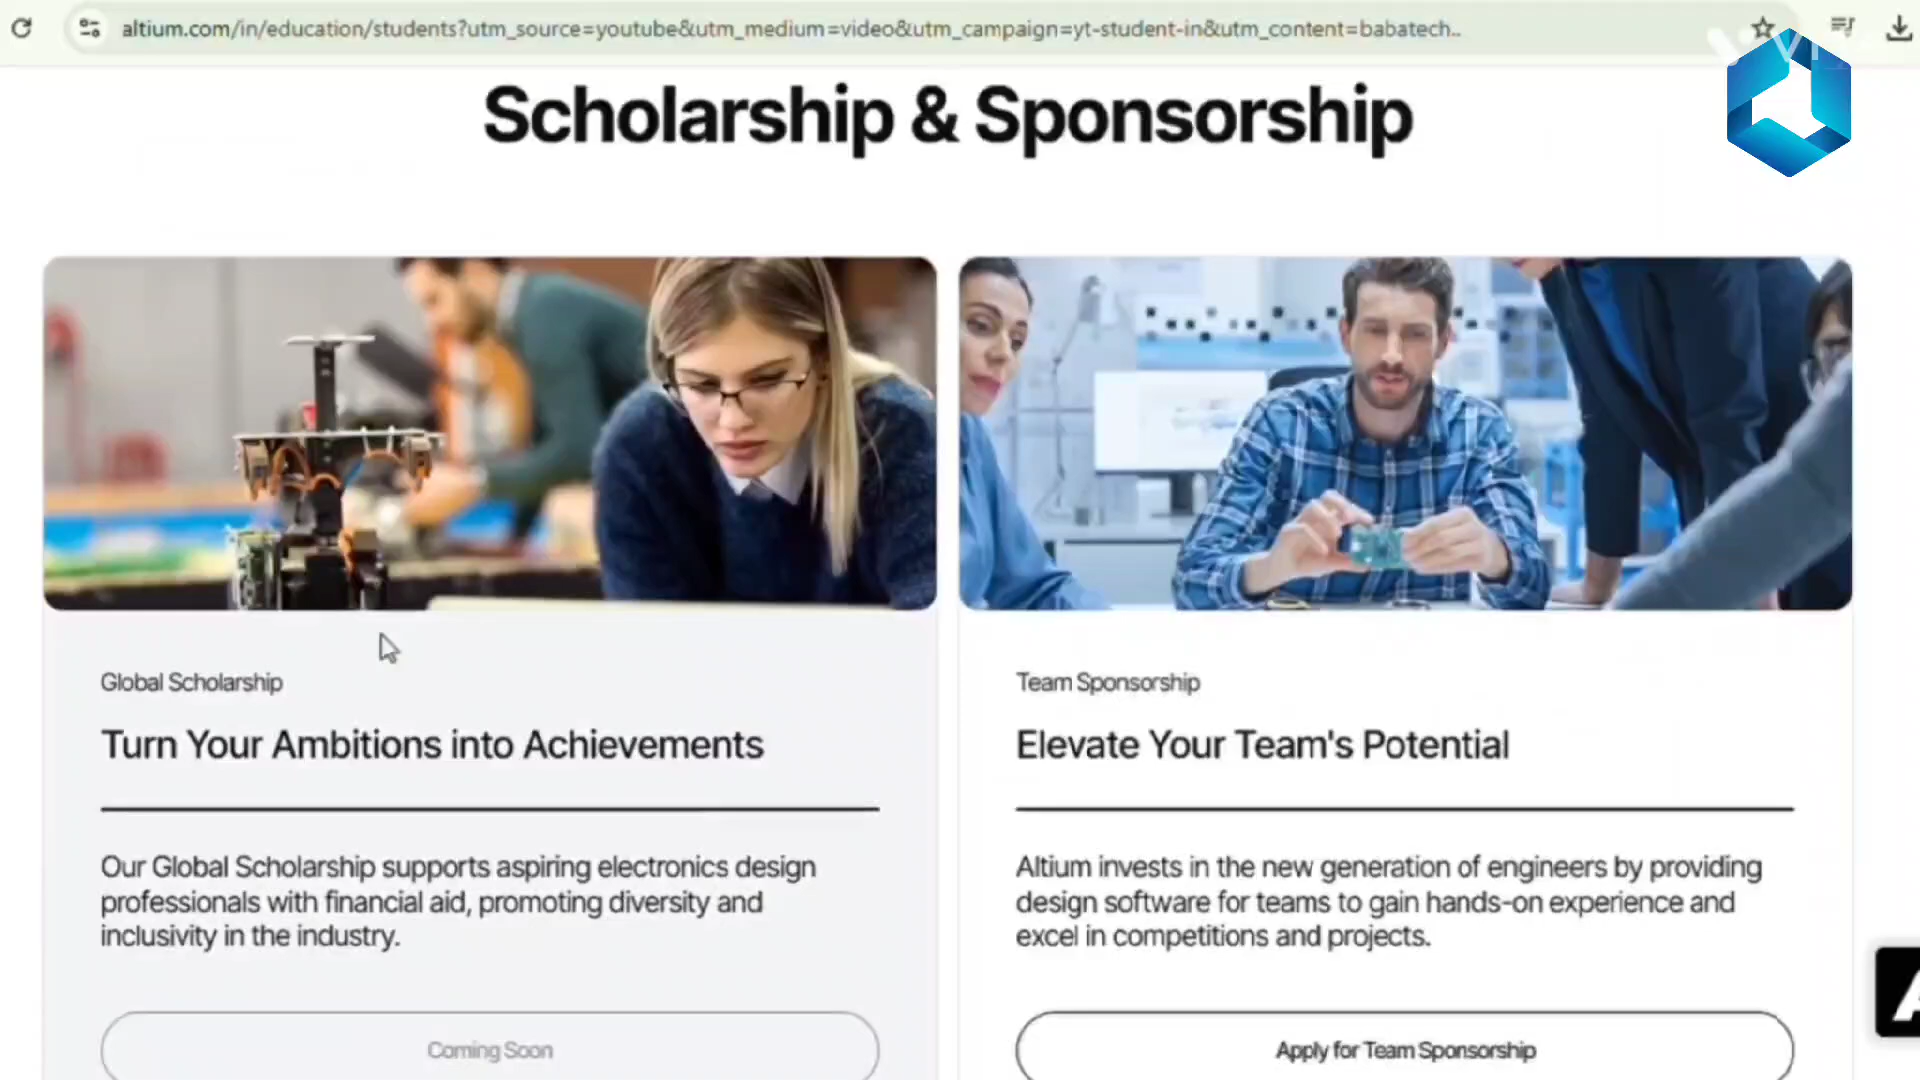 altium.com/in/education/students?utm_source=youtube&utm_medium=video&utm_campaign=yt-student-in&utm_content=babatech..
Scholarship & Sponsorship
Global Scholarship
Turn Your Ambitions into Achievements
Our Global Scholarship supports aspiring electronics design
professionals with financial aid, promoting diversity and
inclusivity in the industry.
Coming Soon
Team Sponsorship
Elevate Your Team's Potential
Altium invests in the new generation of engineers by providing
design software for teams to gain hands-on experience and
excel in competitions and projects.
Apply for Team Sponsorship